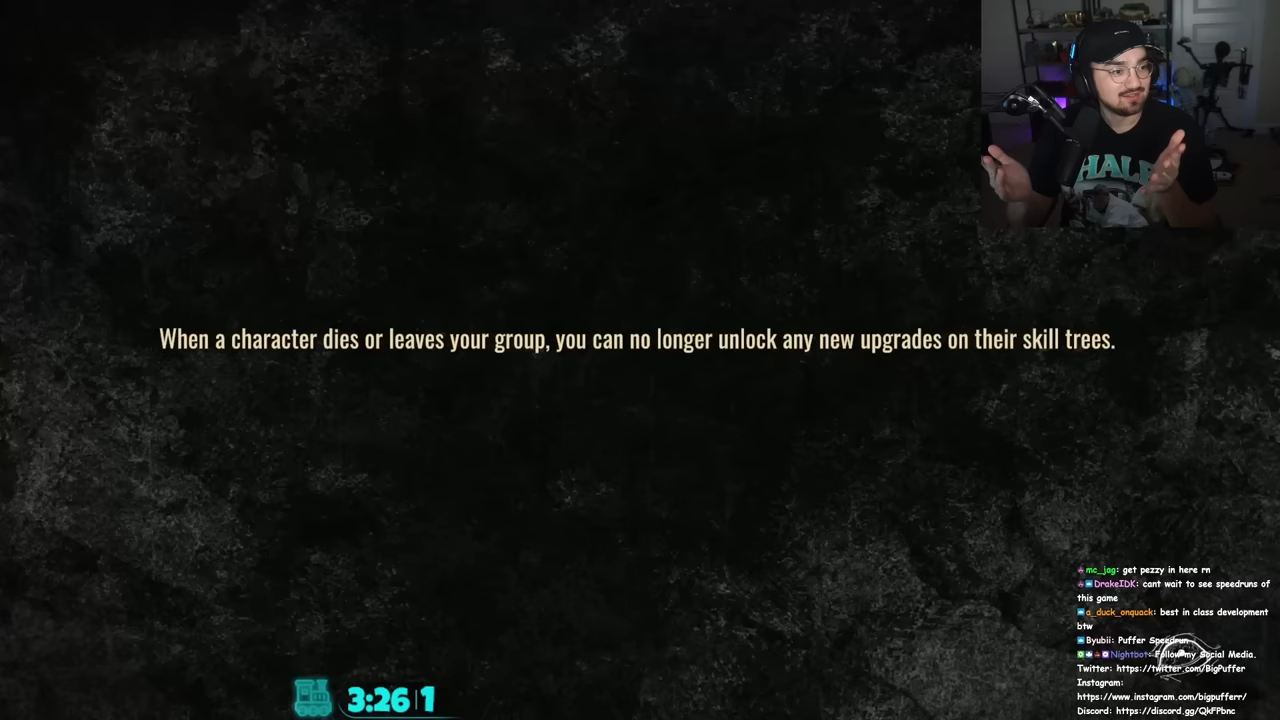 HALE
When a character dies or leaves your group, you can no longer unlock any new upgrades on their skill trees.
mc_jag: get pezzy in here rn
DrakeIDK: cant wait to see speedruns of
this game
a_duck_onquack: best in class development
btw
Byubii: Puffer Speedrun
Nightbot: Follow my Social Media.
Twitter: https://twitter.com/BigPuffer
Instagram:
https://www.instagram.com/bigpufferr/
Discord: https://discord.gg/QkFPbnc
3:26|1